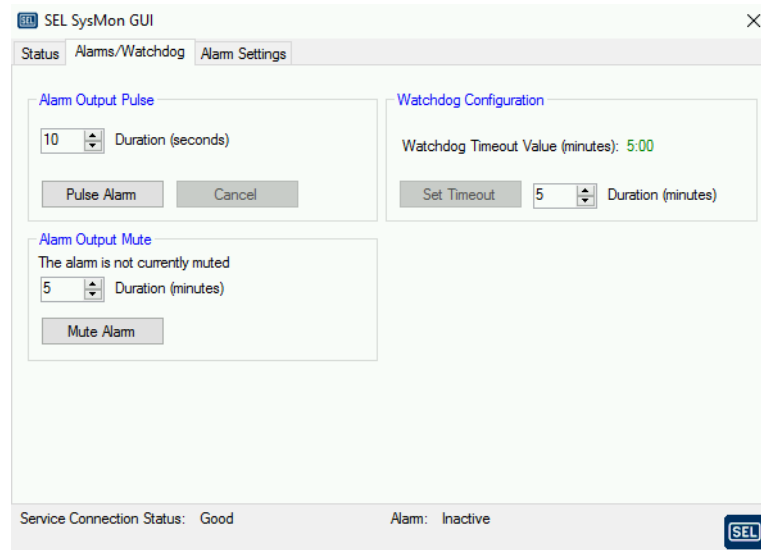 SEL SEL SysMon GUI
Status Alarms/Watchdog Alarm Settings
Alarm Output Pulse
10 Duration (seconds)
Pulse Alarm Cancel
Watchdog Configuration
Watchdog Timeout Value (minutes): 5:00
Set Timeout 5 Duration (minutes)
Alarm Output Mute
The alarm is not currently muted
5 Duration (minutes)
Mute Alarm
Service Connection Status: Good Alarm: Inactive
SEL